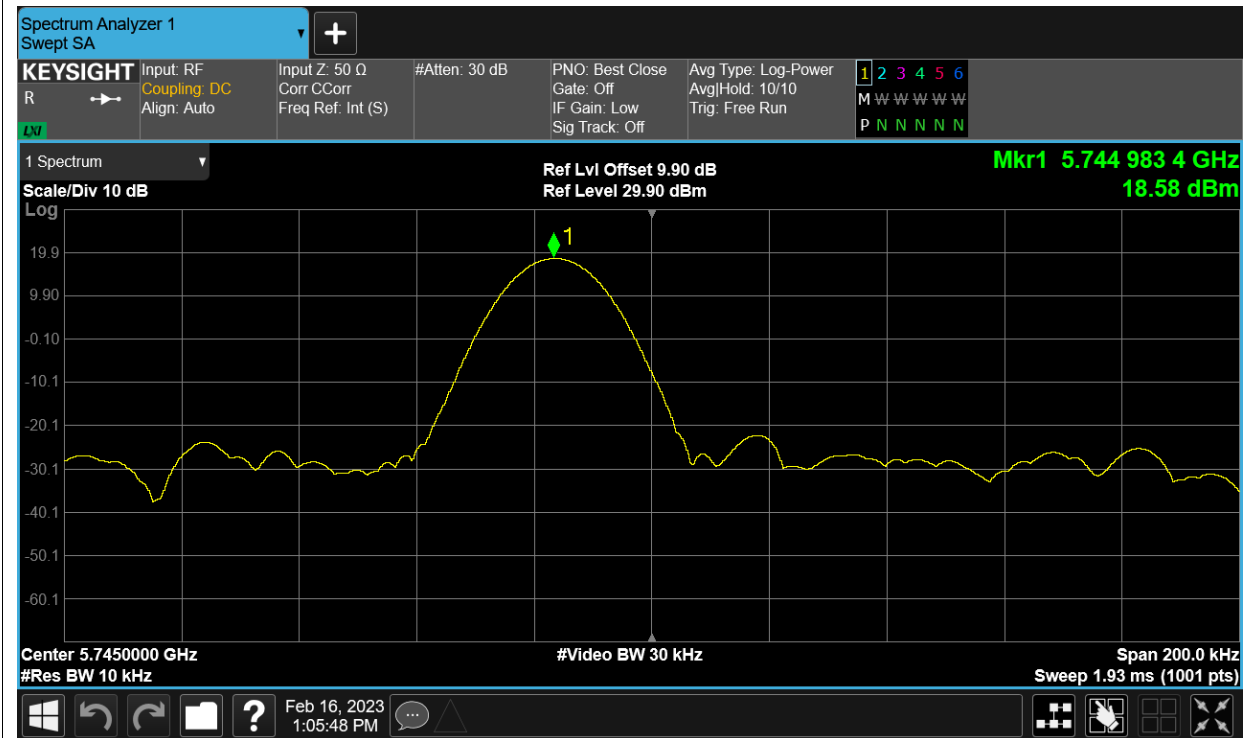 Spectrum Analyzer 1
Swept SA
KEYSIGHT
R
LXI
Input: RF
Coupling: DC
Align: Auto
Input Z: 50 Ω
Corr CCorr
Freq Ref: Int (S)
#Atten: 30 dB
PNO: Best Close
Gate: Off
IF Gain: Low
Sig Track: Off
Avg Type: Log-Power
Avg|Hold: 10/10
Trig: Free Run
1 2 3 4 5 6
M W W W W W
P N N N N N
1 Spectrum
Scale/Div 10 dB
Log
Ref Lvl Offset 9.90 dB
Ref Level 29.90 dBm
Mkr1 5.744 983 4 GHz
18.58 dBm
1
19.9
9.90
-0.10
-10.1
-20.1
-30.1
-40.1
-50.1
-60.1
Center 5.7450000 GHz
#Res BW 10 kHz
#Video BW 30 kHz
Span 200.0 kHz
Sweep 1.93 ms (1001 pts)
?
Feb 16, 2023
1:05:48 PM